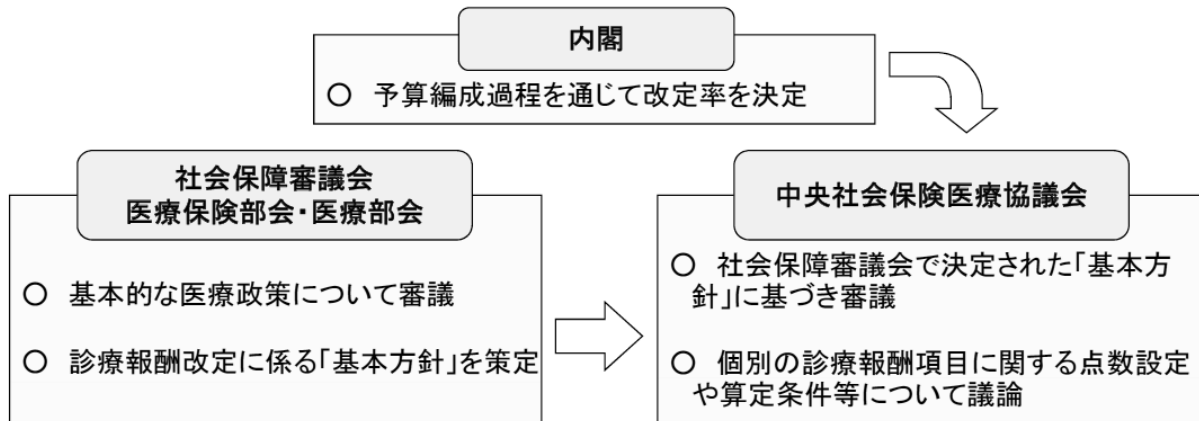 内閣
○ 予算編成過程を通じて改定率を決定
社会保障審議会
医療保険部会・医療部会
○ 基本的な医療政策について審議
○ 診療報酬改定に係る「基本方針」を策定
中央社会保険医療協議会
○ 社会保障審議会で決定された「基本方
針」に基づき審議
○ 個別の診療報酬項目に関する点数設定
や算定条件等について議論